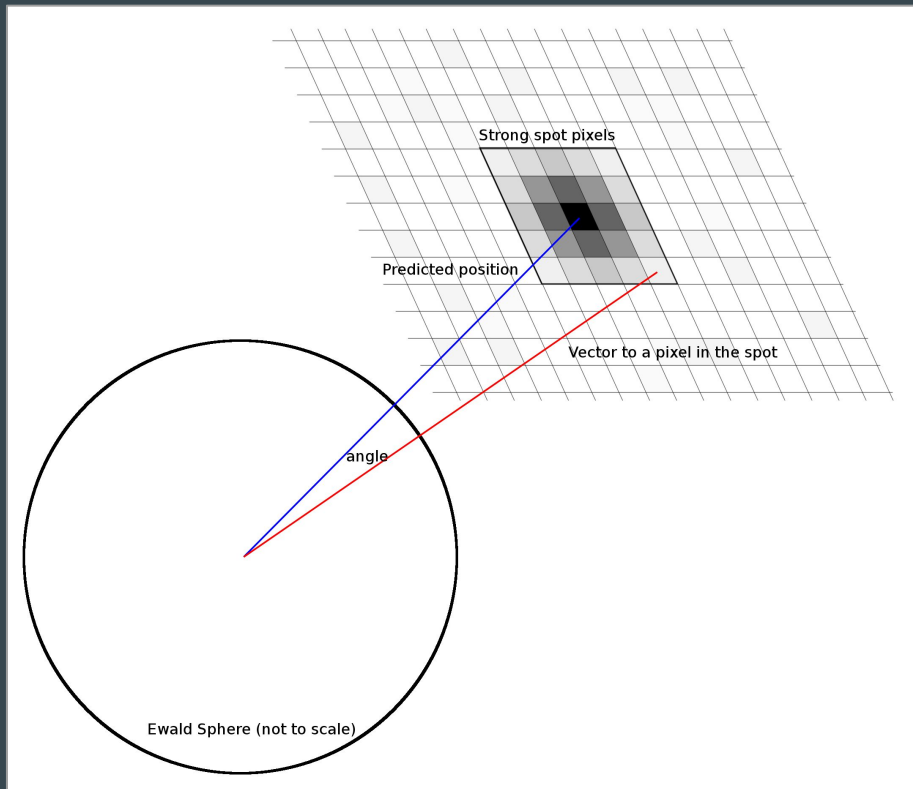 Strong spot pixels
Predicted position
Vector to a pixel in the spot
angle
Ewald Sphere (not to scale)